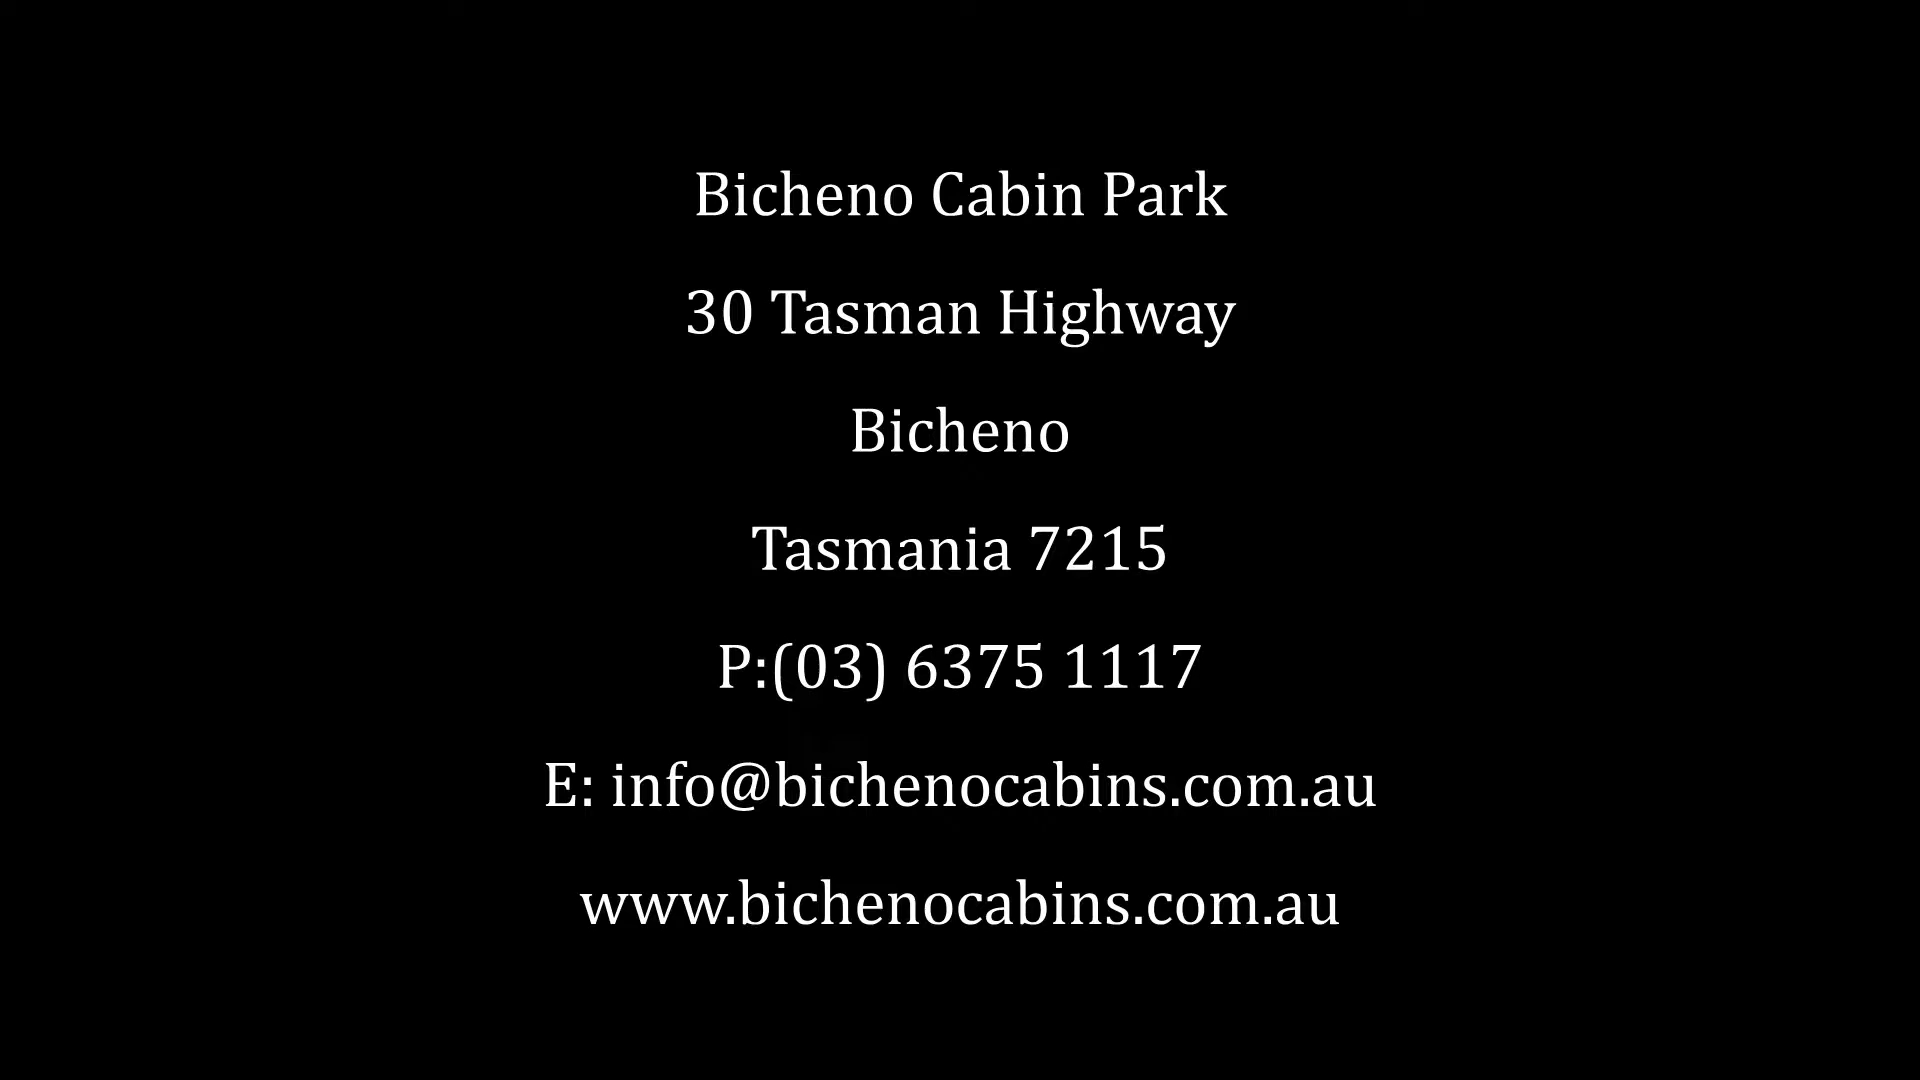 Bicheno Cabin Park
30 Tasman Highway
Bicheno
Tasmania 7215
P:(03) 6375 1117
E: info@bichenocabins.com.au
www.bichenocabins.com.au